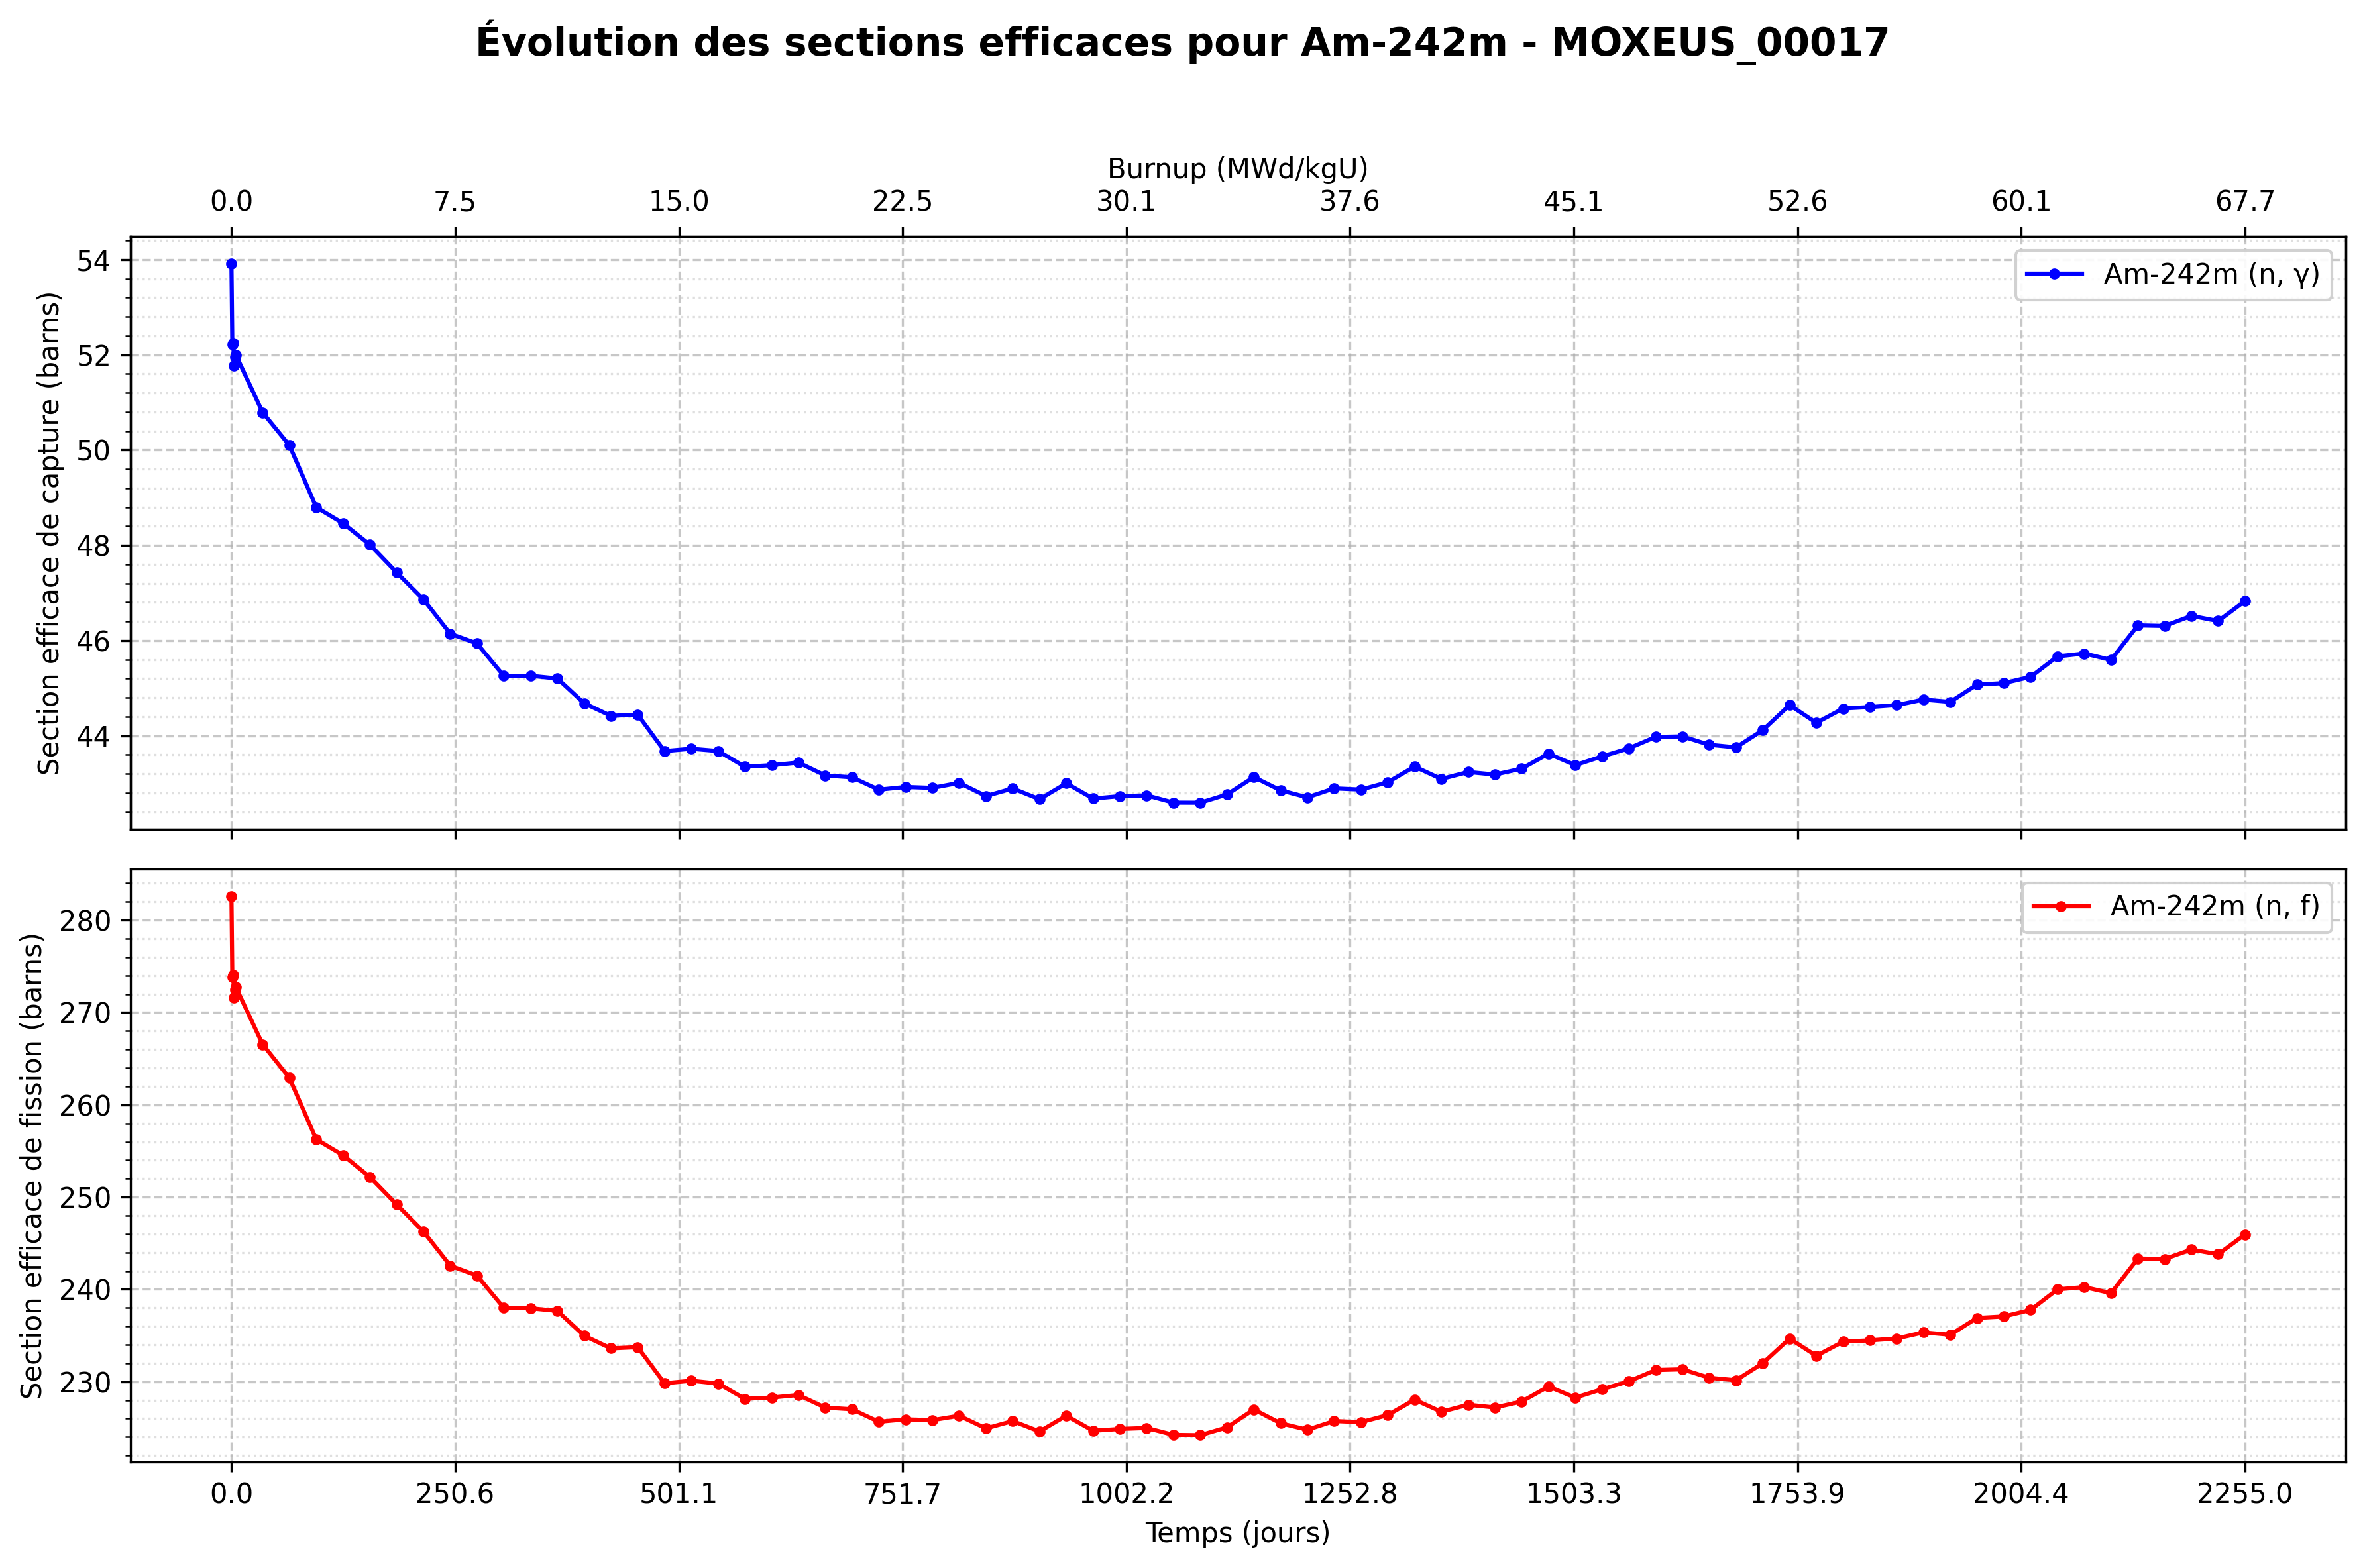 Évolution des sections efficaces pour Am-242m - MOXEUS_00017
Burnup (MWd/kgU)
0.0 7.5 15.0 22.5 30.1 37.6 45.1 52.6 60.1 67.7
Section efficace de capture (barns)
54
52
50
48
46
44
Am-242m (n, γ)
Section efficace de fission (barns)
280
270
260
250
240
230
Am-242m (n, f)
0.0 250.6 501.1 751.7 1002.2 1252.8 1503.3 1753.9 2004.4 2255.0
Temps (jours)